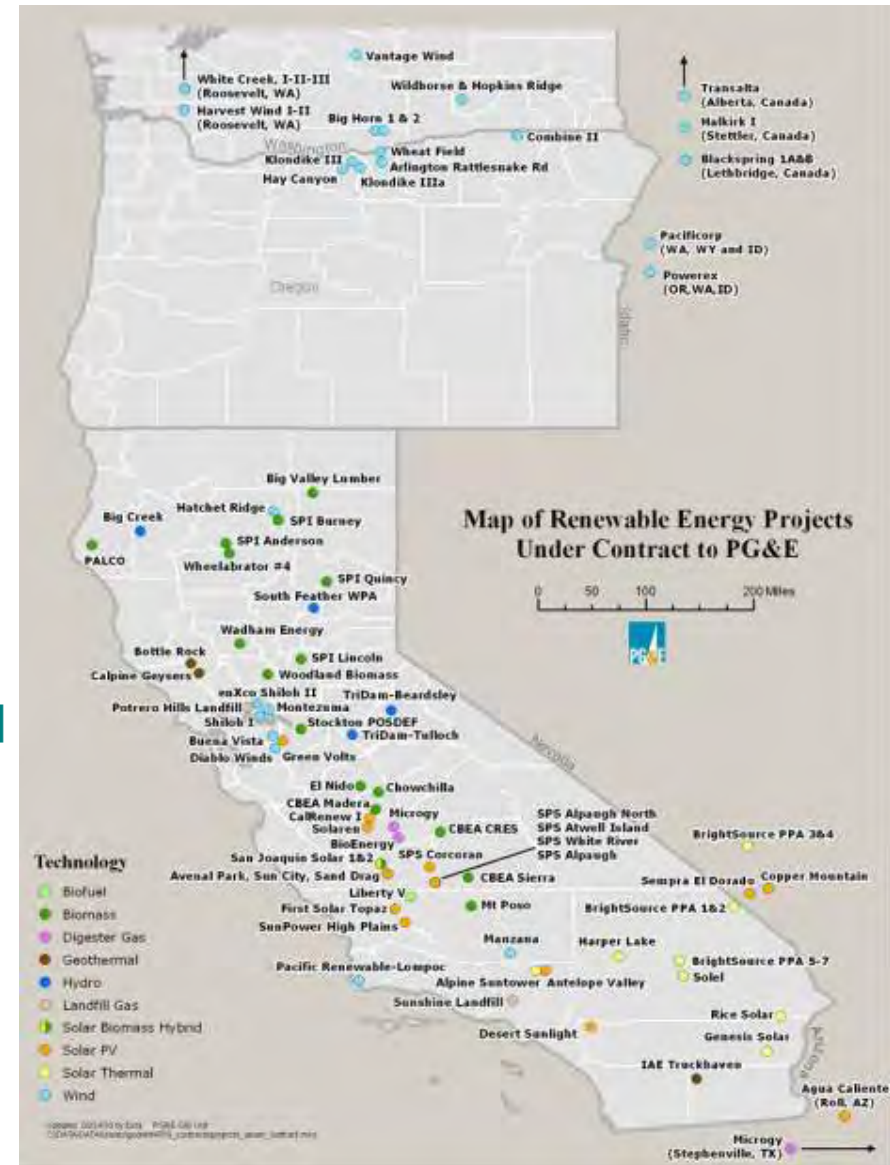 Vantage Wind
White Creek, I-II-III
(Roosevelt, WA)
Wildhorse & Hopkins Ridge
Harvest Wind I-II
(Roosevelt, WA)
Big Horn 1 & 2
Transalta
(Alberta, Canada)
Halkirk I
(Stettler, Canada)
Combine II
Washington
Wheat Field
Klondike III
Arlington Rattlesnake Rd
Hay Canyon
Klondike IIIa
Blackspring 1A&B
(Lethbridge, Canada)
Pacificorp
(WA, WY and ID)
Powerex
(OR,WA,ID)
Oregon
Idaho
Map of Renewable Energy Projects
Under Contract to PG&E
0 50 100 200 Miles
PG&E
Big Valley Lumber
Hatchet Ridge
Big Creek
SPI Burney
SPI Anderson
PALCO
Wheelabrator #4
SPI Quincy
South Feather WPA
Wadham Energy
Bottle Rock
SPI Lincoln
Calpine Geysers
Woodland Biomass
enXco Shiloh II
TriDam-Beardsley
Potrero Hills Landfill
Montezuma
Shiloh I
Stockton POSDEF
Buena Vista
TriDam-Tulloch
Diablo Winds
Green Volts
Nevada
El Nido
Chowchilla
CBEA Madera
CalRenew I
Microgy
Solaren
CBEA CRES
BioEnergy
SPS Alpaugh North
SPS Atwell Island
SPS White River
SPS Alpaugh
BrightSource PPA 3&4
San Joaquin Solar 1&2
SPS Corcoran
Avenal Park, Sun City, Sand Drag
CBEA Sierra
Sempra El Dorado
Copper Mountain
Liberty V
First Solar Topaz
Mt Poso
BrightSource PPA 1&2
SunPower High Plains
Manzana
Harper Lake
Pacific Renewable-Lompoc
BrightSource PPA 5-7
Solel
Alpine Suntower
Antelope Valley
Sunshine Landfill
Rice Solar
Desert Sunlight
Genesis Solar
IAE Truckhaven
Arizona
Agua Caliente
(Roll, AZ)
Microgy
(Stephenville, TX)
Technology
Biofuel
Biomass
Digester Gas
Geothermal
Hydro
Landfill Gas
Solar Biomass Hybrid
Solar PV
Solar Thermal
Wind